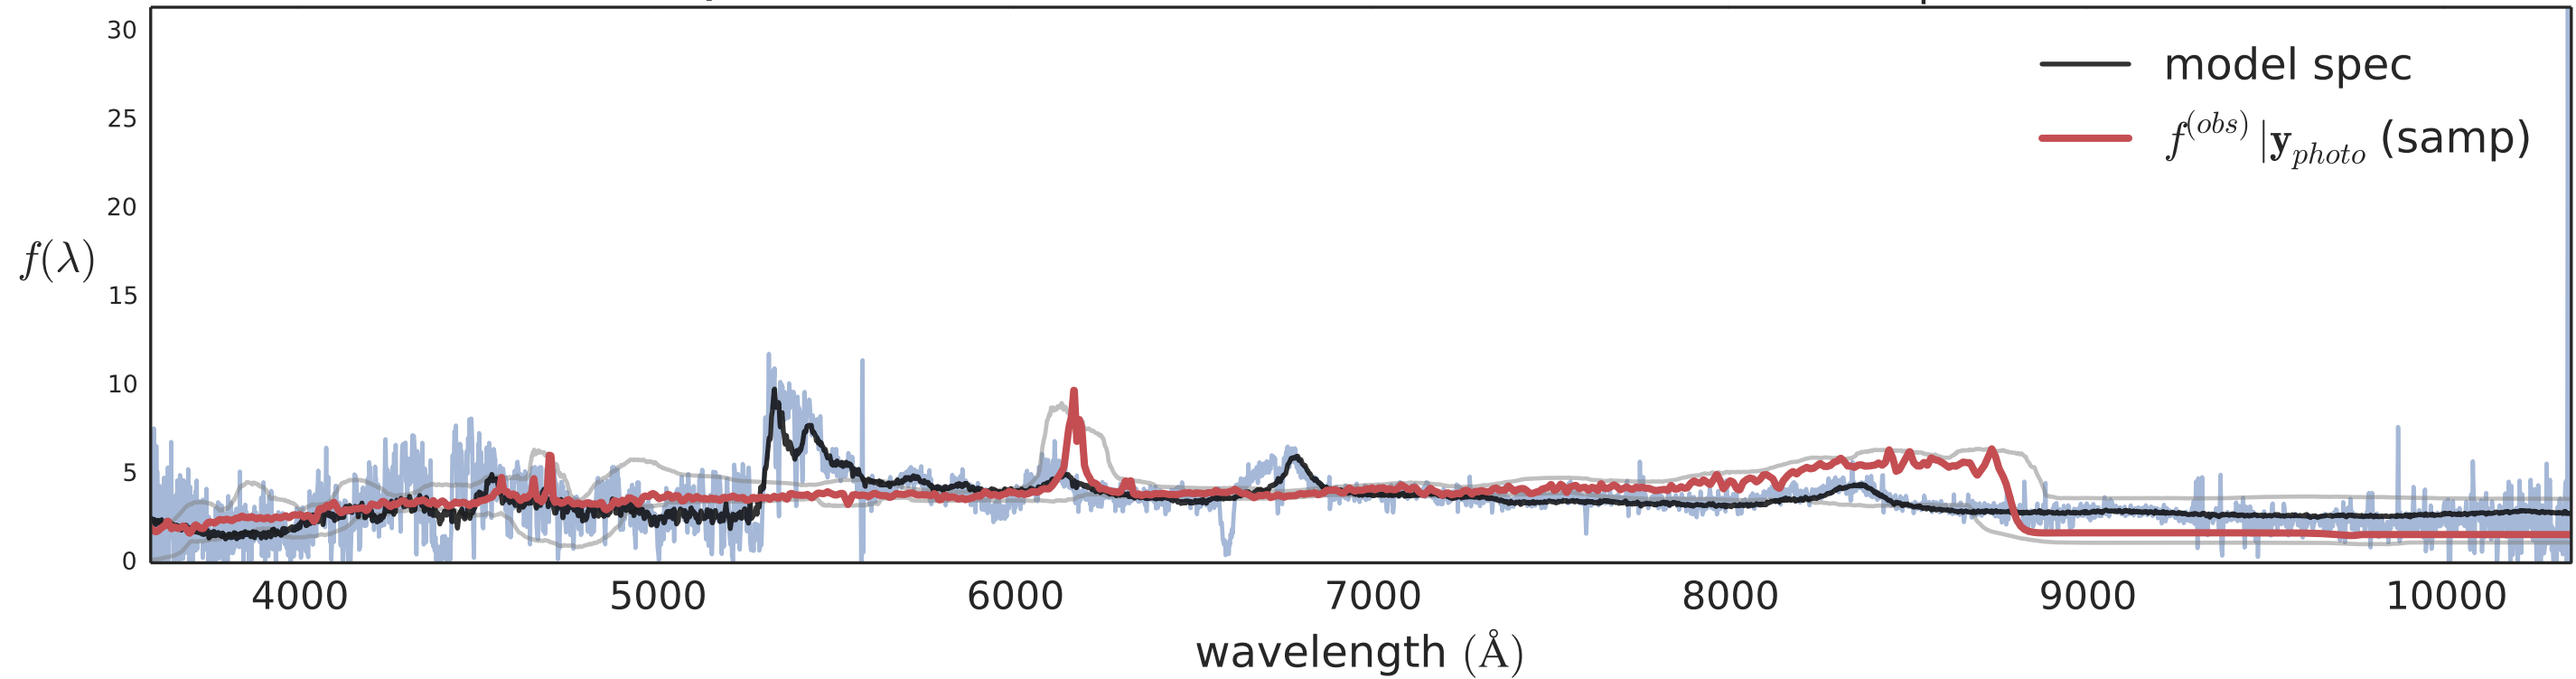 30
25
20
15
10
5
0
f(λ)
model spec
f^(obs) |y_photo (samp)
4000 5000 6000 7000 8000 9000 10000
wavelength (Å)